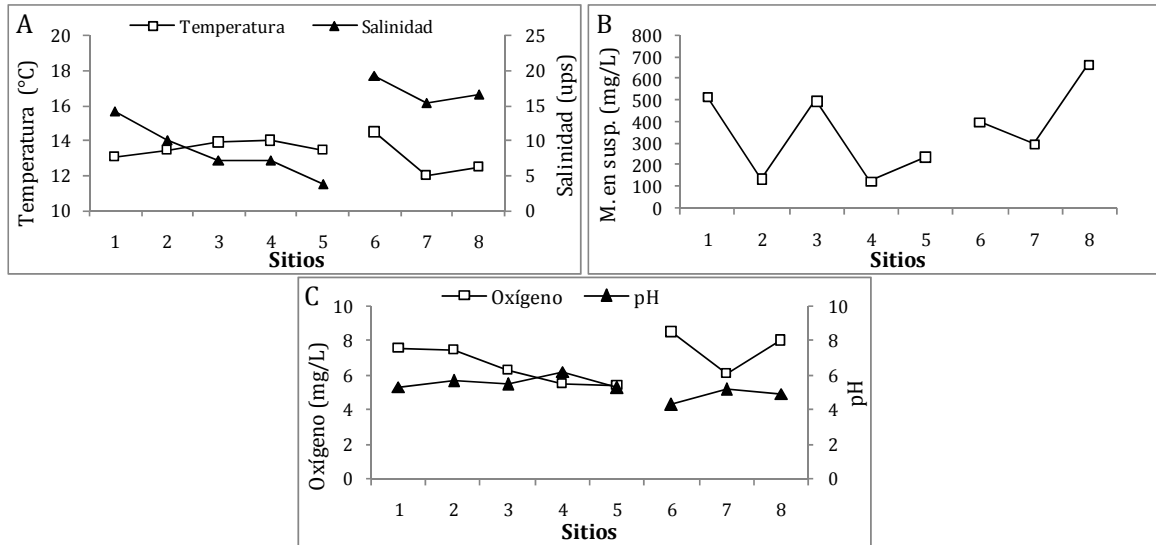 A
Temperatura
Salinidad
Temperatura (°C)
20
18
16
14
12
10
25
20
15
10
5
0
Salinidad (ups)
1 2 3 4 5 6 7 8
Sitios
B
M. en susp. (mg/L)
800
700
600
500
400
300
200
100
0
1 2 3 4 5 6 7 8
Sitios
C
Oxígeno
pH
Oxígeno (mg/L)
10
8
6
4
2
0
10
8
6
4
2
0
pH
1 2 3 4 5 6 7 8
Sitios